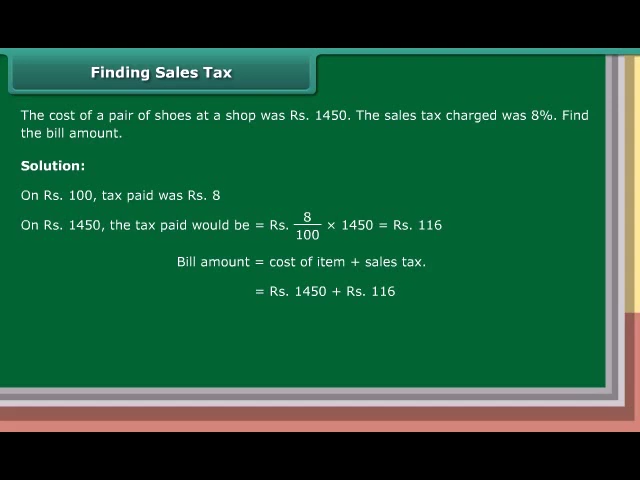 Finding Sales Tax
The cost of a pair of shoes at a shop was Rs. 1450. The sales tax charged was 8%. Find
the bill amount.
Solution:
On Rs. 100, tax paid was Rs. 8
On Rs. 1450, the tax paid would be = Rs. 8/100 × 1450 = Rs. 116
Bill amount = cost of item + sales tax.
= Rs. 1450 + Rs. 116